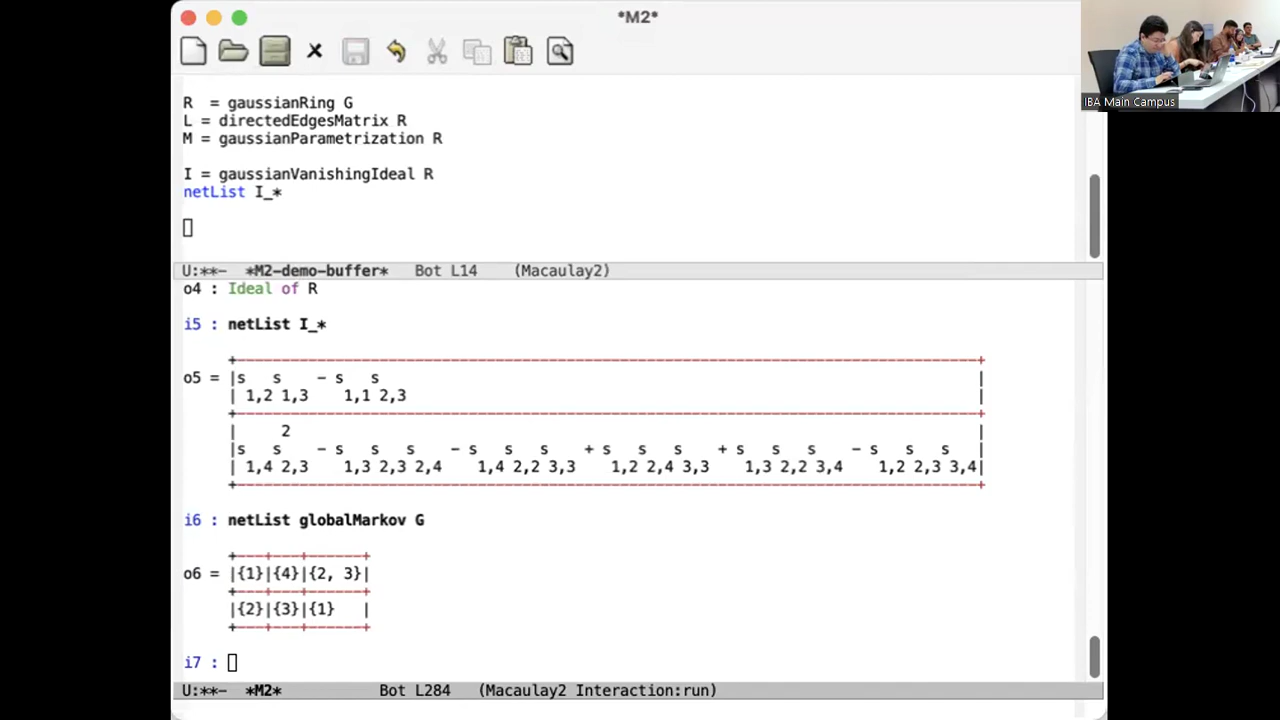 *M2*
IBA Main Campus
R  = gaussianRing G
L = directedEdgesMatrix R
M = gaussianParametrization R
I = gaussianVanishingIdeal R
netList I_*
U:**-  *M2-demo-buffer*   Bot L14    (Macaulay2)
o4 : Ideal of R
i5 : netList I_*
     +-----------------------------------------------------------------------------------+
o5 = |s   s    - s   s                                                                   |
     | 1,2 1,3    1,1 2,3                                                                |
     +-----------------------------------------------------------------------------------+
     |     2                                                                             |
     |s   s    - s   s   s    - s   s   s    + s   s   s    + s   s   s    - s   s   s   |
     | 1,4 2,3    1,3 2,3 2,4    1,4 2,2 3,3    1,2 2,4 3,3    1,3 2,2 3,4    1,2 2,3 3,4|
     +-----------------------------------------------------------------------------------+
i6 : netList globalMarkov G
     +---+---+------+
o6 = |{1}|{4}|{2, 3}|
     +---+---+------+
     |{2}|{3}|{1}   |
     +---+---+------+
i7 :
U:**-  *M2*           Bot L284   (Macaulay2 Interaction:run)